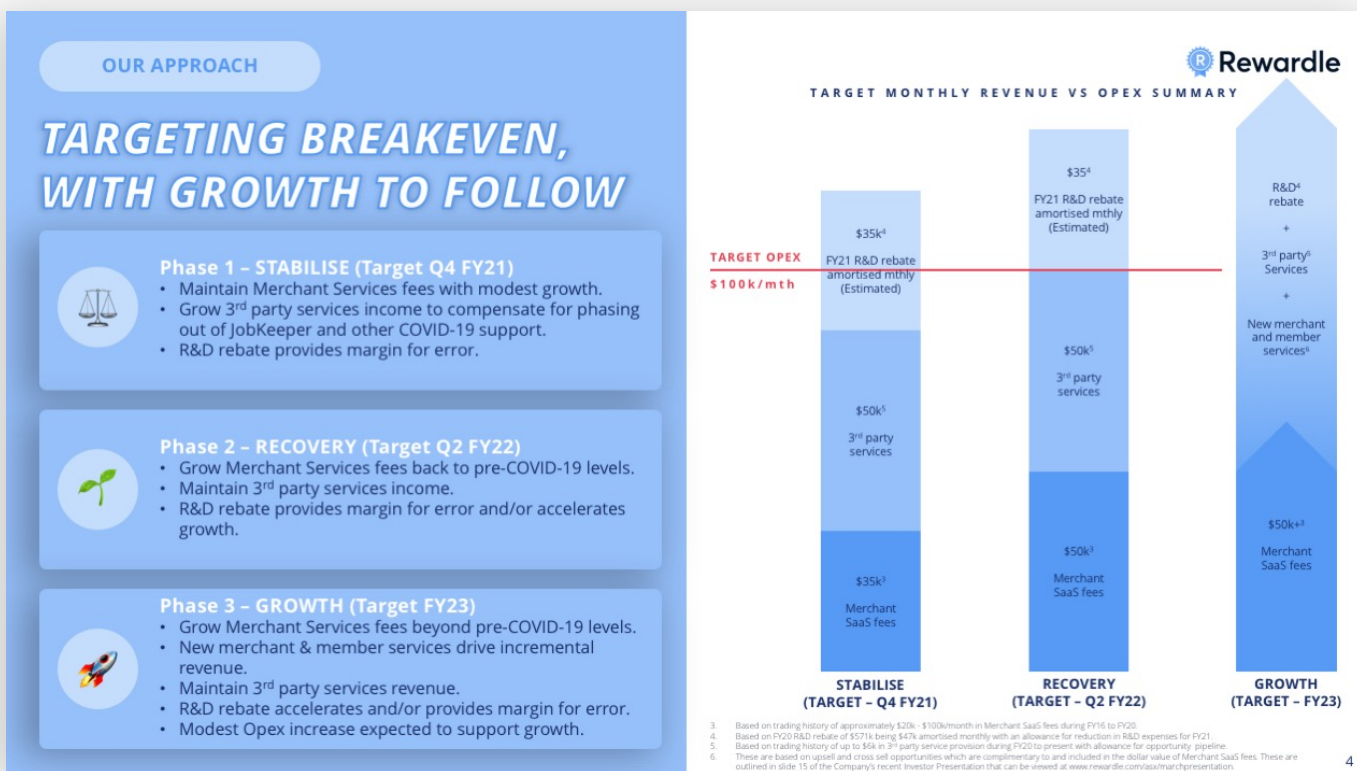 OUR APPROACH
TARGETING BREAKEVEN,
WITH GROWTH TO FOLLOW
Phase 1 – STABILISE (Target Q4 FY21)
• Maintain Merchant Services fees with modest growth.
• Grow 3rd party services income to compensate for phasing
out of JobKeeper and other COVID-19 support.
• R&D rebate provides margin for error.
Phase 2 – RECOVERY (Target Q2 FY22)
• Grow Merchant Services fees back to pre-COVID-19 levels.
• Maintain 3rd party services income.
• R&D rebate provides margin for error and/or accelerates
growth.
Phase 3 – GROWTH (Target FY23)
• Grow Merchant Services fees beyond pre-COVID-19 levels.
• New merchant & member services drive incremental
revenue.
• Maintain 3rd party services revenue.
• R&D rebate accelerates and/or provides margin for error.
• Modest Opex increase expected to support growth.
R Rewardle
TARGET MONTHLY REVENUE VS OPEX SUMMARY
TARGET OPEX
$100k/mth
$35k4
FY21 R&D rebate
amortised mthly
(Estimated)
$50k5
3rd party
services
$35k3
Merchant
SaaS fees
STABILISE
(TARGET – Q4 FY21)
$354
FY21 R&D rebate
amortised mthly
(Estimated)
$50k5
3rd party
services
$50k3
Merchant
SaaS fees
RECOVERY
(TARGET – Q2 FY22)
R&D4
rebate
+
3rd party5
Services
+
New merchant
and member
services6
$50k+3
Merchant
SaaS fees
GROWTH
(TARGET – FY23)
3. Based on trading history of approximately $20k - $100k/month in Merchant SaaS fees during FY16 to FY20.
4. Based on FY20 R&D rebate of $571k being $47k amortised monthly with an allowance for reduction in R&D expenses for FY21.
5. Based on trading history of up to $6k in 3rd party service provision during FY20 to present with allowance for opportunity pipeline.
6. These are based on upsell and cross sell opportunities which are complimentary to and included in the dollar value of Merchant SaaS fees. These are
outlined in slide 15 of the Company's recent Investor Presentation that can be viewed at www.rewardle.com/asx/marchpresentation.
4